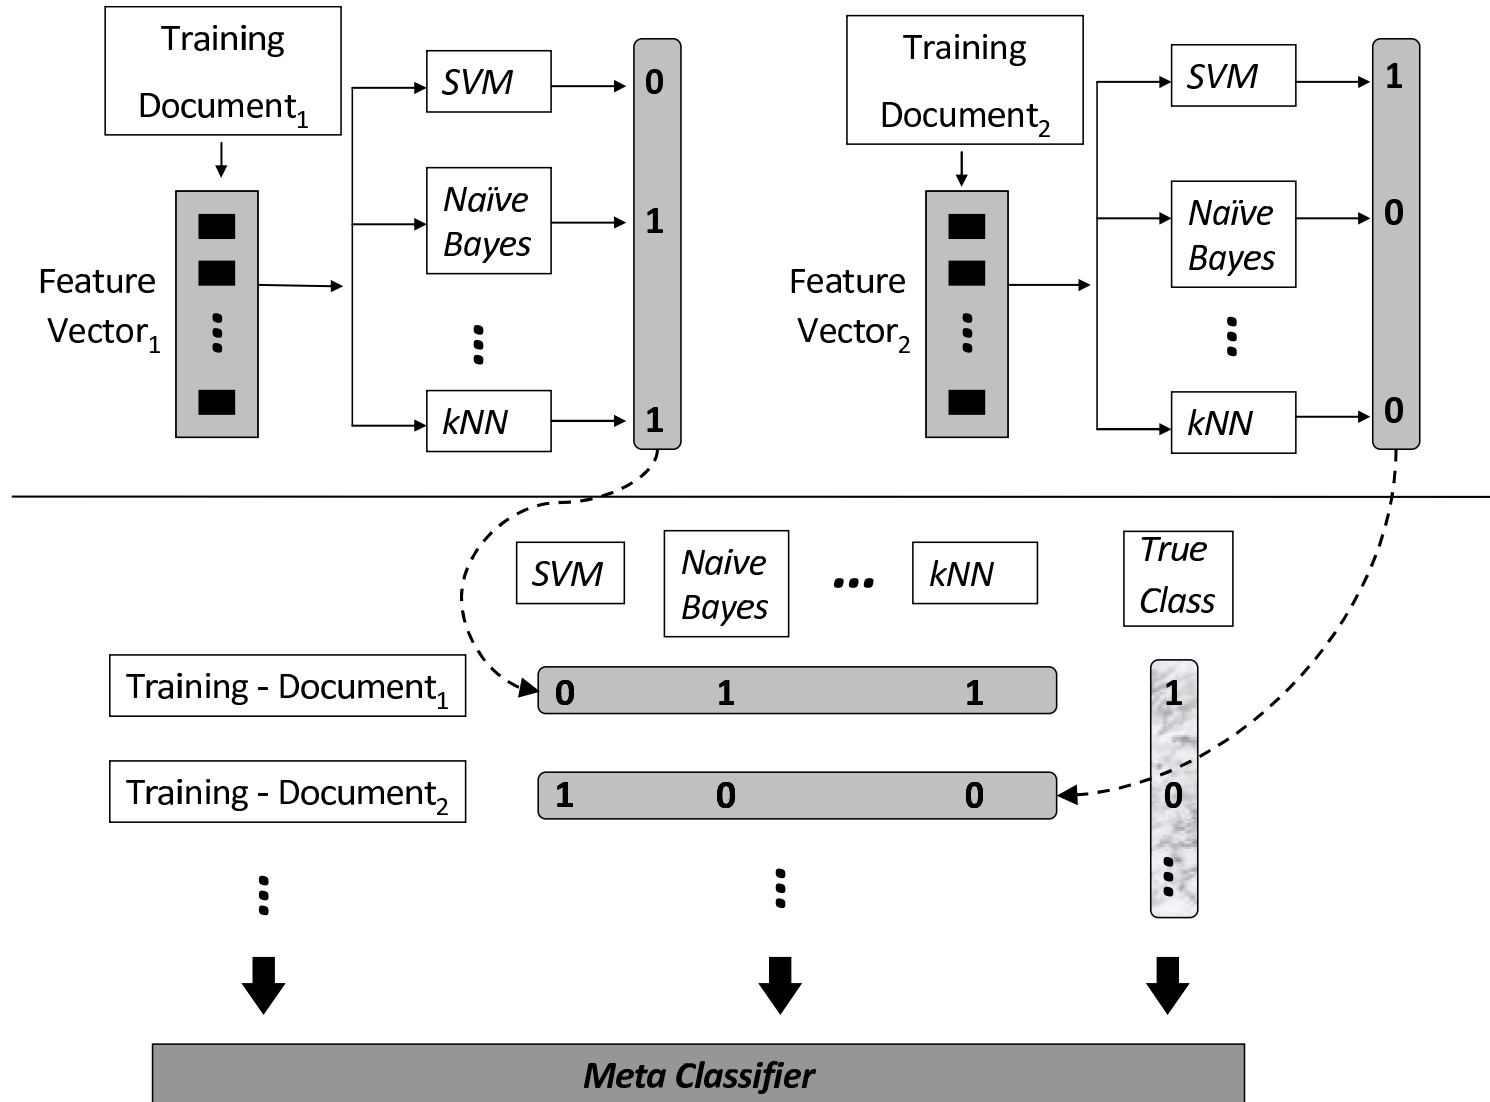 Training
Document1
SVM
0
Naïve
Bayes
1
Feature
Vector1
kNN
1
Training
Document2
SVM
1
Naïve
Bayes
0
Feature
Vector2
kNN
0
SVM
Naive
Bayes
...
kNN
True
Class
Training - Document1
0 1 1 1
Training - Document2
1 0 0 0
Meta Classifier